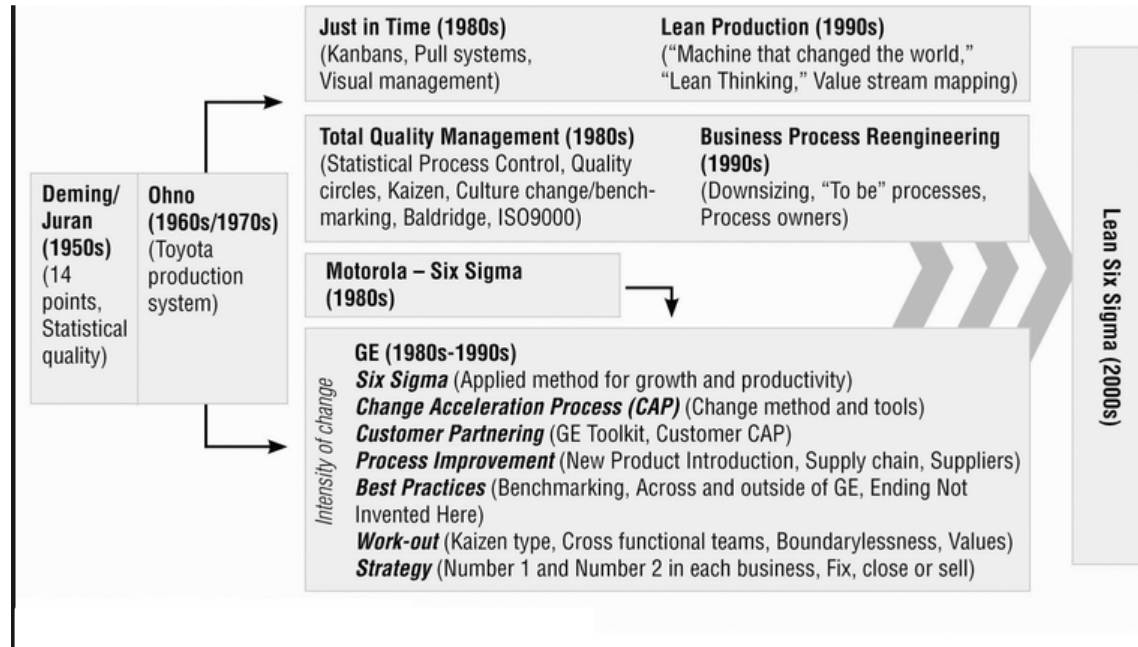 Just in Time (1980s)
(Kanbans, Pull systems,
Visual management)
Lean Production (1990s)
(“Machine that changed the world,”
“Lean Thinking,” Value stream mapping)
Total Quality Management (1980s)
(Statistical Process Control, Quality
circles, Kaizen, Culture change/bench-
marking, Baldridge, ISO9000)
Business Process Reengineering
(1990s)
(Downsizing, “To be” processes,
Process owners)
Deming/
Juran
(1950s)
(14
points,
Statistical
quality)
Ohno
(1960s/1970s)
(Toyota
production
system)
Motorola – Six Sigma
(1980s)
Intensity of change
GE (1980s-1990s)
Six Sigma (Applied method for growth and productivity)
Change Acceleration Process (CAP) (Change method and tools)
Customer Partnering (GE Toolkit, Customer CAP)
Process Improvement (New Product Introduction, Supply chain, Suppliers)
Best Practices (Benchmarking, Across and outside of GE, Ending Not
Invented Here)
Work-out (Kaizen type, Cross functional teams, Boundarylessness, Values)
Strategy (Number 1 and Number 2 in each business, Fix, close or sell)
Lean Six Sigma (2000s)